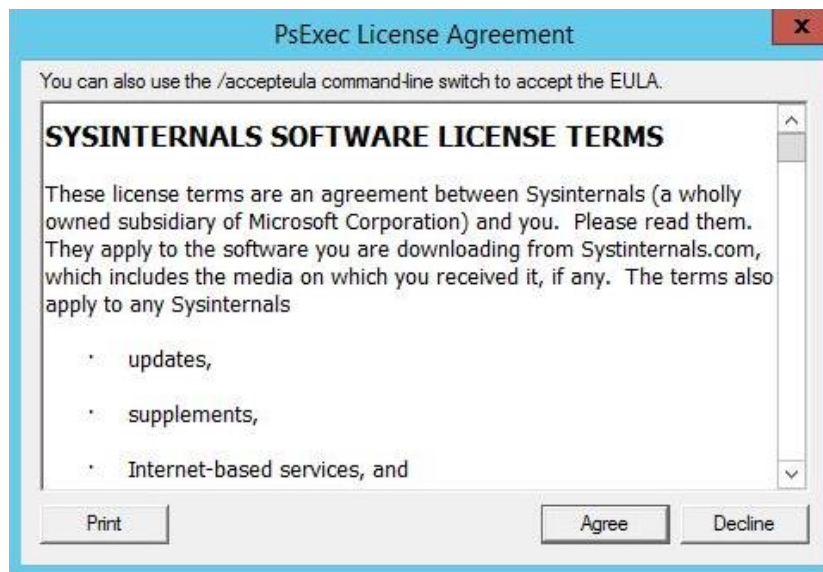 PsExec License Agreement
x
You can also use the /accepteula command-line switch to accept the EULA.
SYSINTERNALS SOFTWARE LICENSE TERMS
These license terms are an agreement between Sysinternals (a wholly
owned subsidiary of Microsoft Corporation) and you.  Please read them.
They apply to the software you are downloading from Systinternals.com,
which includes the media on which you received it, if any.  The terms also
apply to any Sysinternals
· updates,
· supplements,
· Internet-based services, and
Print Agree Decline